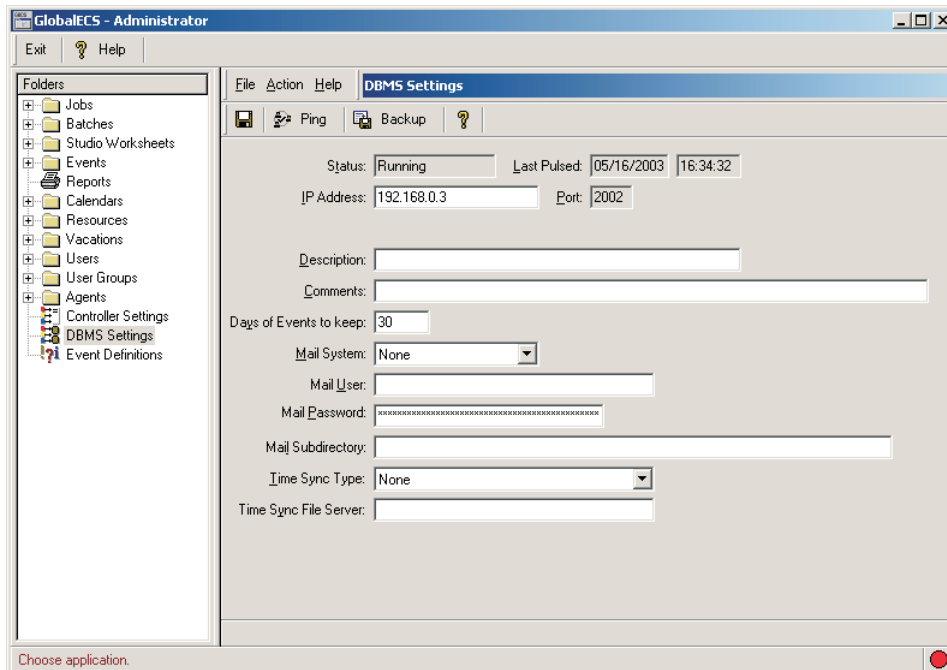 GlobalECS - Administrator
Exit Help
Folders
Jobs
Batches
Studio Worksheets
Events
Reports
Calendars
Resources
Vacations
Users
User Groups
Agents
Controller Settings
DBMS Settings
Event Definitions
File Action Help DBMS Settings
Ping Backup
Status: Running Last Pulsed: 05/16/2003 16:34:32
IP Address: 192.168.0.3 Port: 2002
Description:
Comments:
Days of Events to keep: 30
Mail System: None
Mail User:
Mail Password: xxxxxxxxxxxxxxxxxxxxxxxxxxxxxxxxxxxxxxxxxxxxxxxxxx
Mail Subdirectory:
Time Sync Type: None
Time Sync File Server:
Choose application.